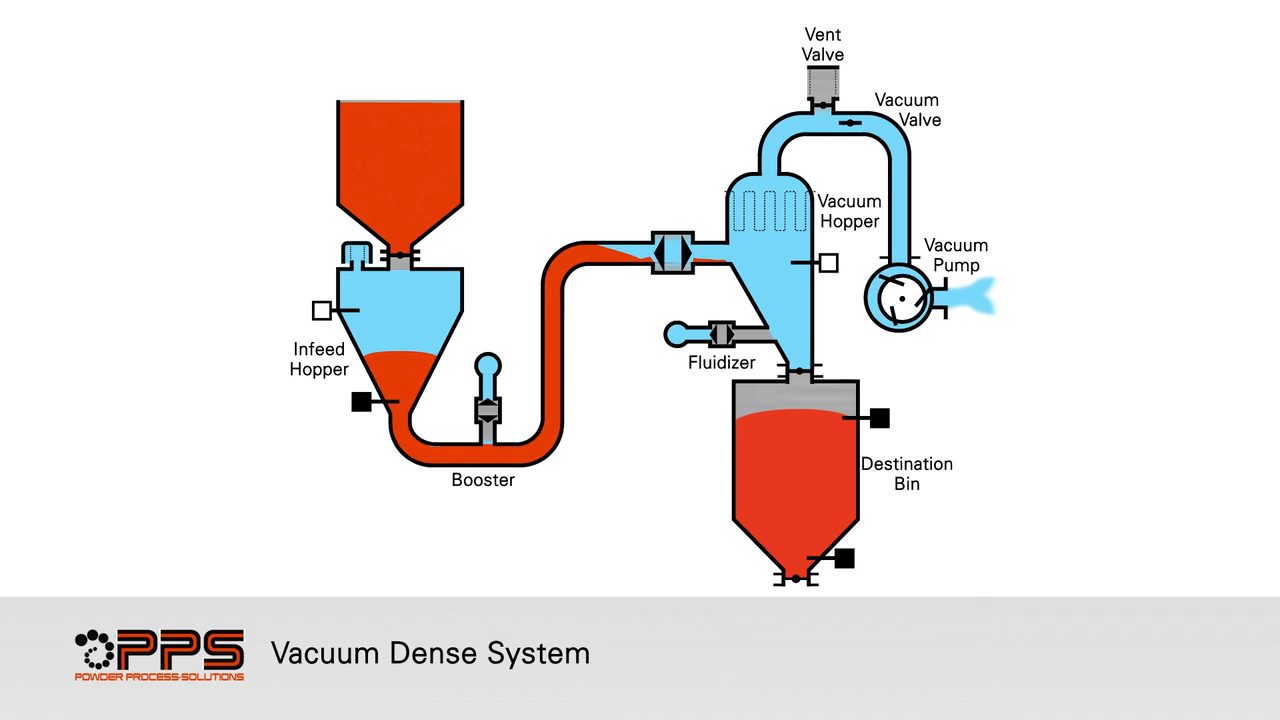 Vent
Valve
Vacuum
Valve
Vacuum
Hopper
Vacuum
Pump
Infeed
Hopper
Fluidizer
Booster
Destination
Bin
PPS
POWDER PROCESS-SOLUTIONS
Vacuum Dense System